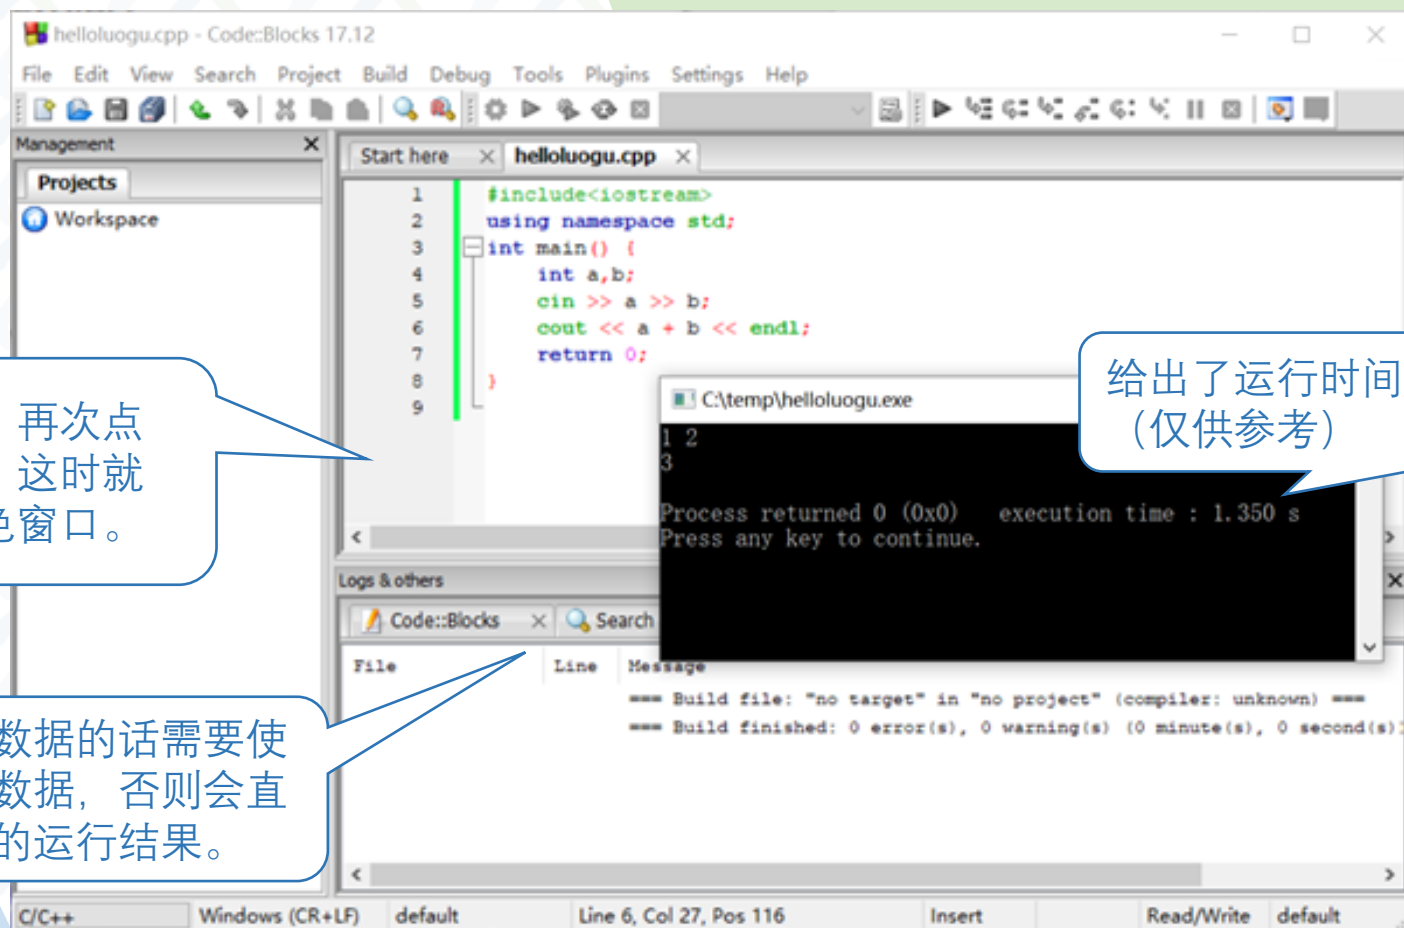 helloluogu.cpp - Code::Blocks 17.12
File Edit View Search Project Build Debug Tools Plugins Settings Help
Management
Projects
Workspace
Start here
helloluogu.cpp
1 #include<iostream>
2 using namespace std;
3 int main() {
4 int a,b;
5 cin >> a >> b;
6 cout << a + b << endl;
7 return 0;
8 }
9
再次点
这时就
色窗口。
给出了运行时间
（仅供参考）
C:\temp\helloluogu.exe
1 2
3
Process returned 0 (0x0) execution time : 1.350 s
Press any key to continue.
Logs & others
Code::Blocks
Search
File Line Message
=== Build file: "no target" in "no project" (compiler: unknown) ===
=== Build finished: 0 error(s), 0 warning(s) (0 minute(s), 0 second(s))
数据的话需要使
数据，否则会直
的运行结果。
C/C++ Windows (CR+LF) default Line 6, Col 27, Pos 116 Insert Read/Write default